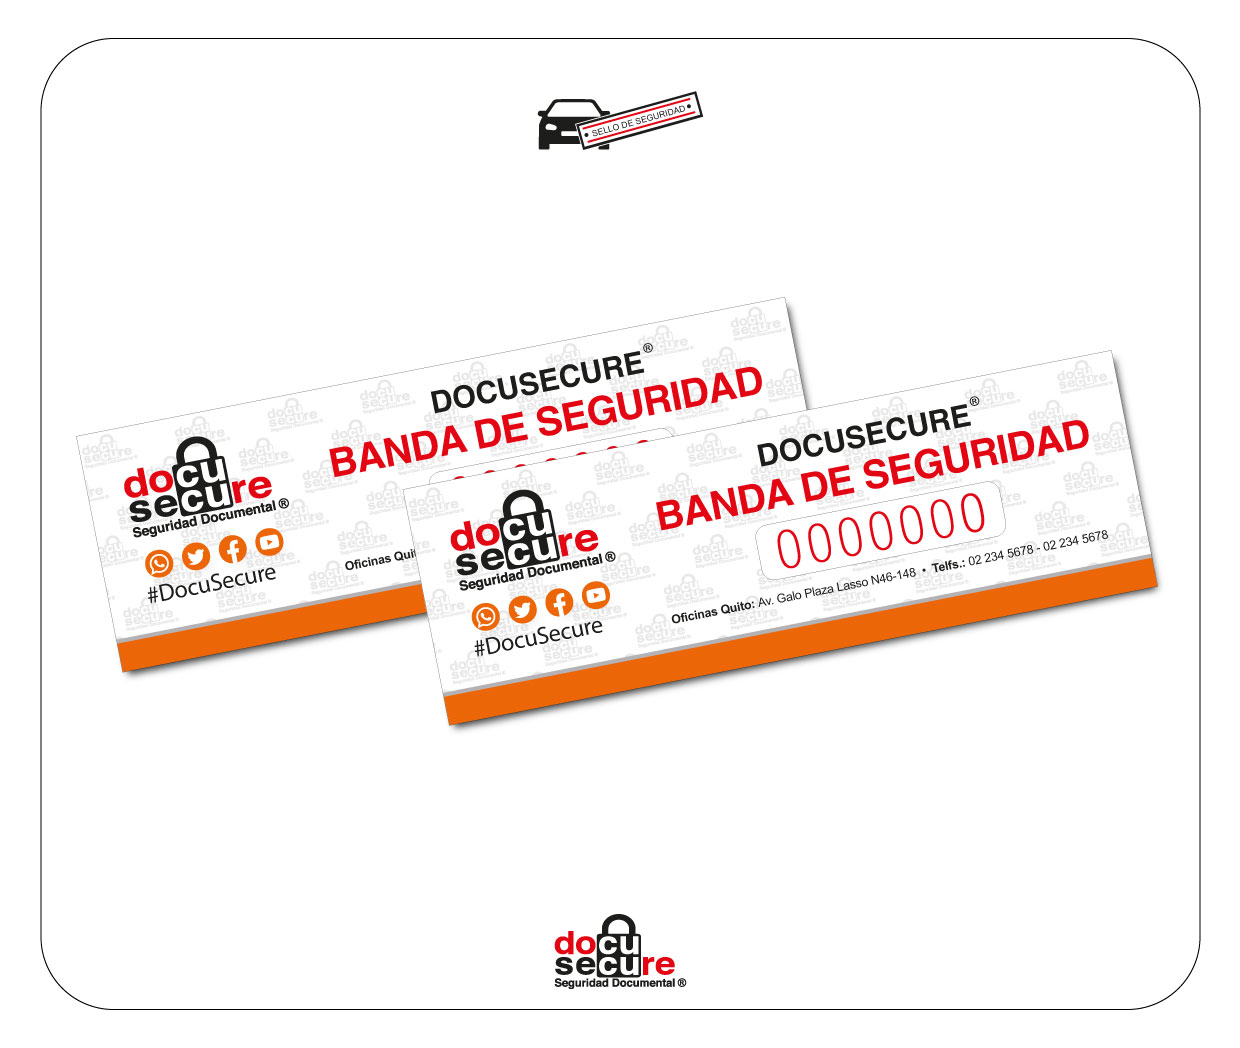 SELLO DE SEGURIDAD
DOCUSECURE®
BANDA DE SEGURIDAD
docu
secure
Seguridad Documental ®
#DocuSecure
Oficinas Quit
DOCUSECURE®
BANDA DE SEGURIDAD
0000000
docu
secure
Seguridad Documental ®
#DocuSecure
Oficinas Quito: Av. Galo Plaza Lasso N46-148 • Telfs.: 02 234 5678 - 02 234 5678
docu
secure
Seguridad Documental ®